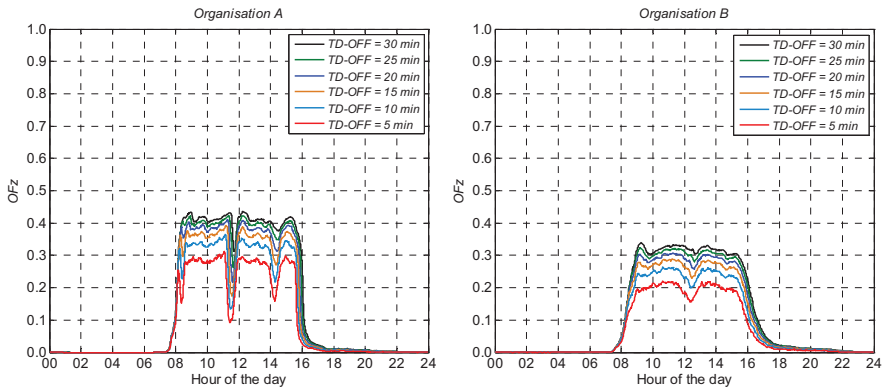 Organisation A
1.0
0.9
0.8
0.7
0.6
0.5
0.4
0.3
0.2
0.1
0.0
OFz
TD-OFF = 30 min
TD-OFF = 25 min
TD-OFF = 20 min
TD-OFF = 15 min
TD-OFF = 10 min
TD-OFF = 5 min
00 02 04 06 08 10 12 14 16 18 20 22 24
Hour of the day
Organisation B
1.0
0.9
0.8
0.7
0.6
0.5
0.4
0.3
0.2
0.1
0.0
OFz
TD-OFF = 30 min
TD-OFF = 25 min
TD-OFF = 20 min
TD-OFF = 15 min
TD-OFF = 10 min
TD-OFF = 5 min
00 02 04 06 08 10 12 14 16 18 20 22 24
Hour of the day